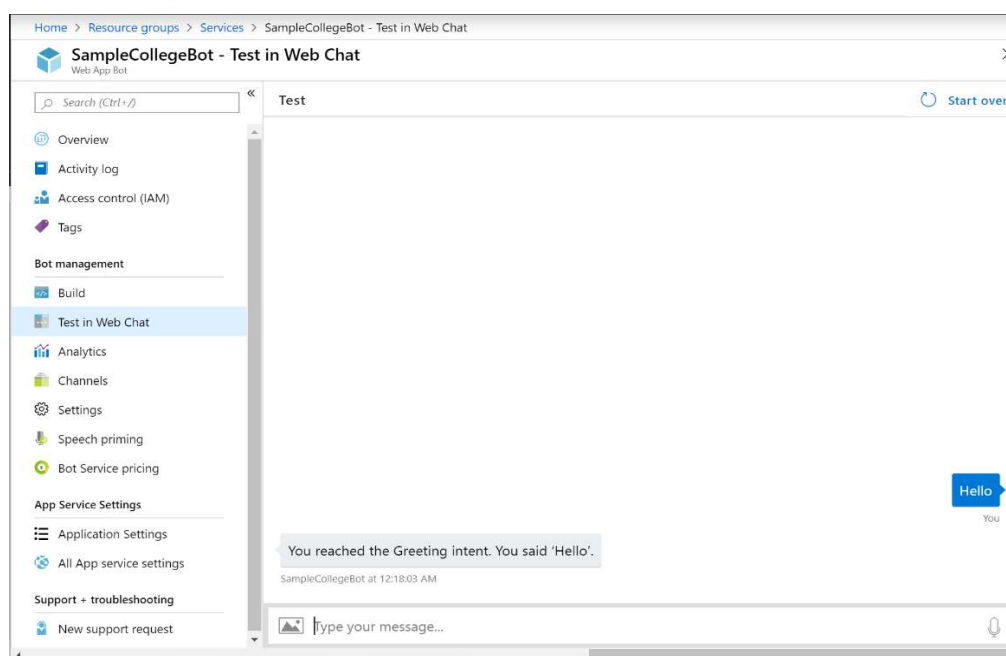 Home > Resource groups > Services > SampleCollegeBot - Test in Web Chat
SampleCollegeBot - Test in Web Chat
Web App Bot
Search (Ctrl+/)
Overview
Activity log
Access control (IAM)
Tags
Bot management
Build
Test in Web Chat
Analytics
Channels
Settings
Speech priming
Bot Service pricing
App Service Settings
Application Settings
All App service settings
Support + troubleshooting
New support request
Test
Start over
Hello
You
You reached the Greeting intent. You said ‘Hello’.
SampleCollegeBot at 12:18:03 AM
Type your message...